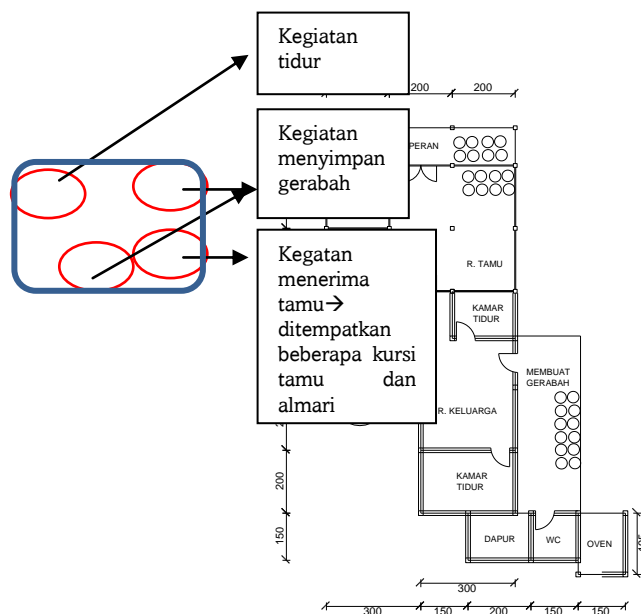 Kegiatan
tidur
200
200
Kegiatan
menyimpan
gerabah
PERAN
Kegatan
menerima
tamu→
ditempatkan
beberapa kursi
tamu dan
almari
R. TAMU
KAMAR
TIDUR
MEMBUAT
GERABAH
R. KELUARGA
KAMAR
TIDUR
200
150
DAPUR
WC
OVEN
300
300
150
200
150
150